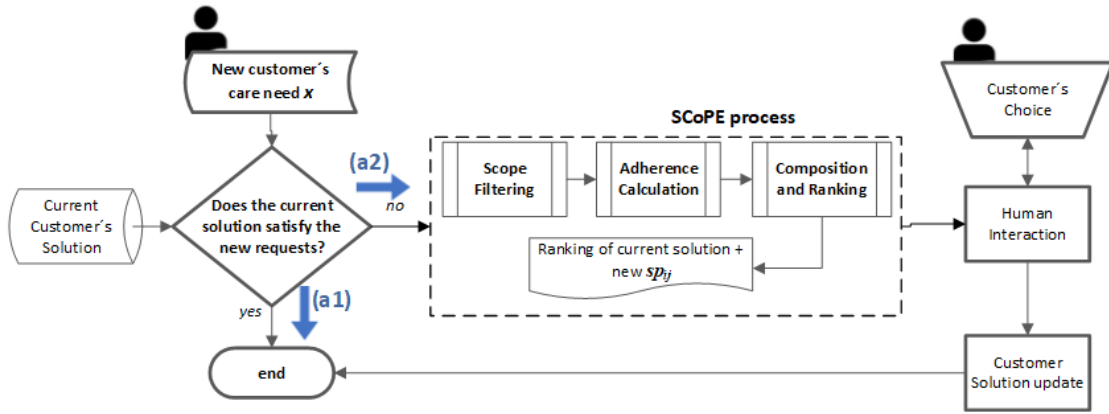 New customer´s
care need x
Current
Customer´s
Solution
Does the current
solution satisfy the
new requests?
(a2)
no
yes
(a1)
end
SCoPE process
Scope
Filtering
Adherence
Calculation
Composition
and Ranking
Ranking of current solution +
new spij
Customer´s
Choice
Human
Interaction
Customer
Solution update